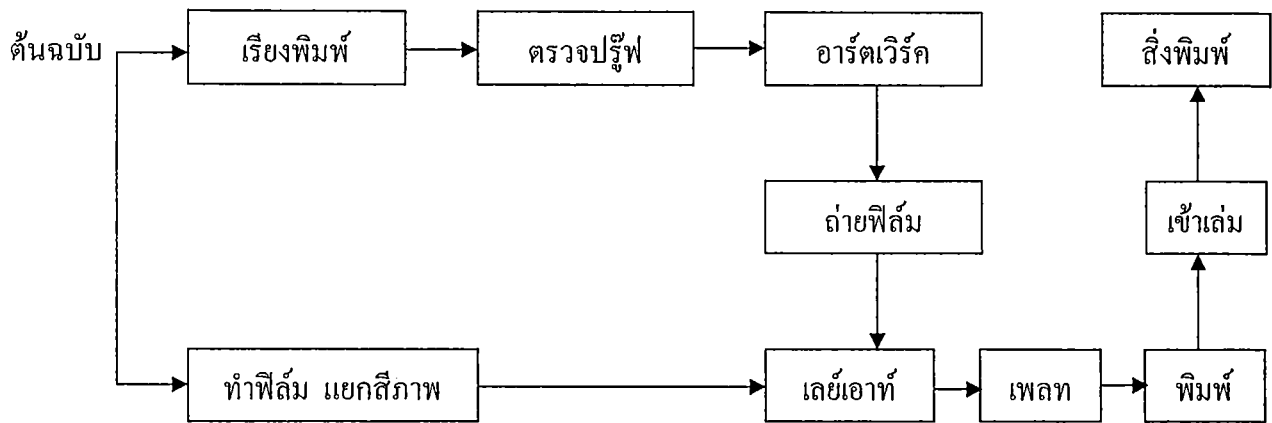 ต้นฉบับ
เรียงพิมพ์
ตรวจปรู๊ฟ
อาร์ตเวิร์ค
สิ่งพิมพ์
ถ่ายฟิล์ม
เข้าเล่ม
ทำฟิล์ม แยกสีภาพ
เลย์เอาท์
เพลท
พิมพ์